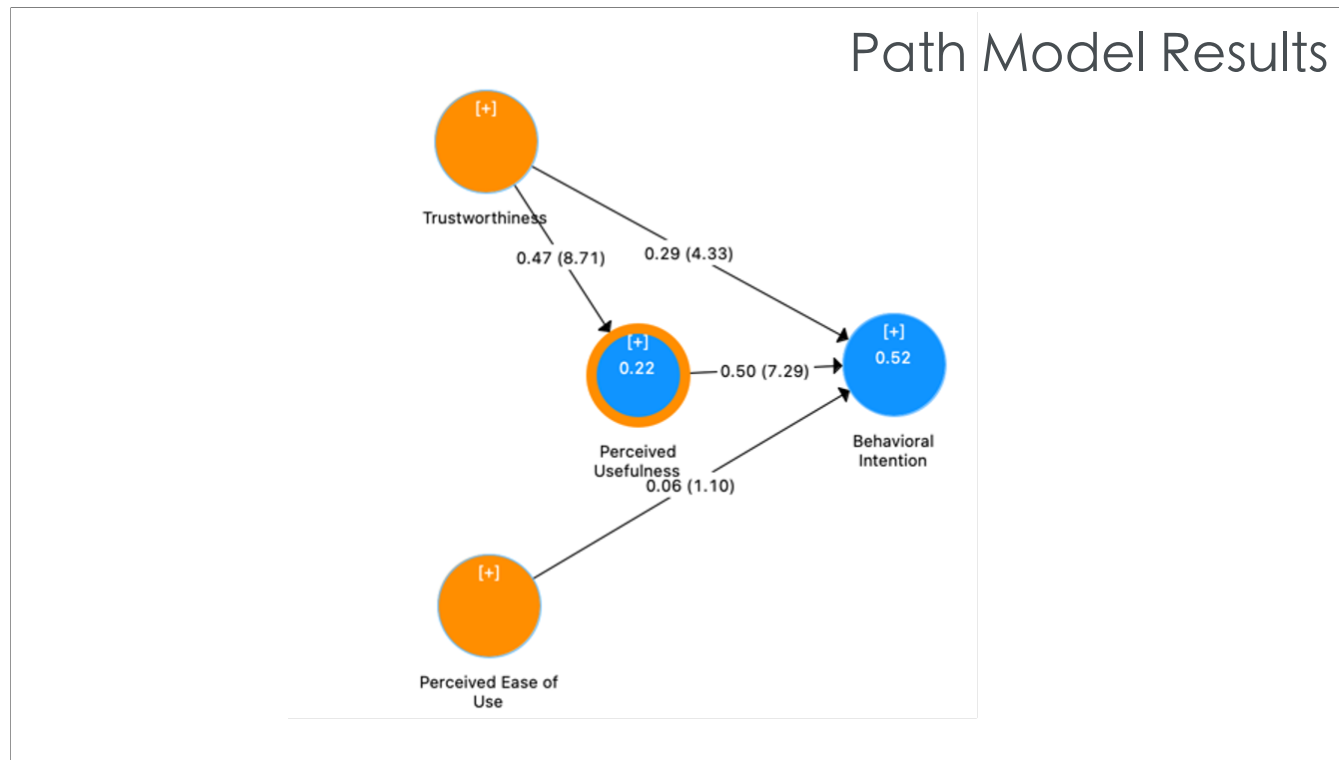 Path Model Results
[+]
Trustworthiness
0.47 (8.71)
0.29 (4.33)
[+]
0.22
0.50 (7.29)
[+]
0.52
Perceived
Usefulness
Behavioral
Intention
0.06 (1.10)
[+]
Perceived Ease of
Use